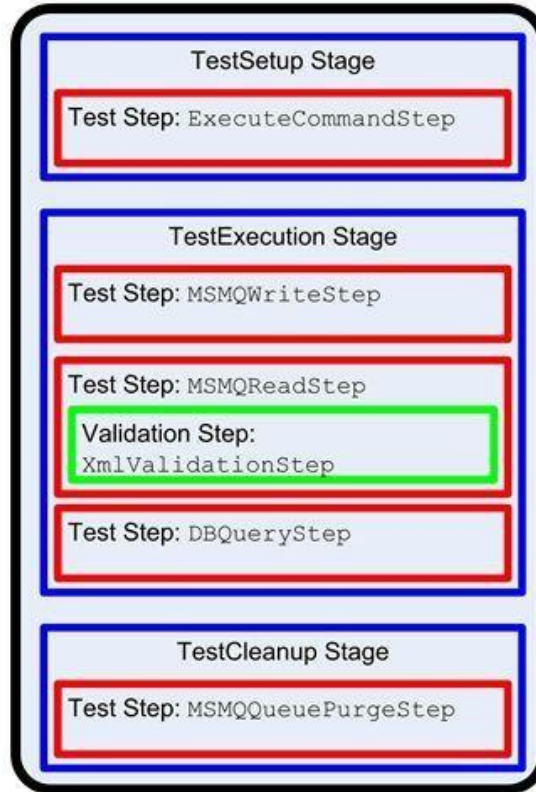 TestSetup Stage
Test Step: ExecuteCommandStep
TestExecution Stage
Test Step: MSMQWriteStep
Test Step: MSMQReadStep
Validation Step:
XmlValidationStep
Test Step: DBQueryStep
TestCleanup Stage
Test Step: MSMQQueuePurgeStep